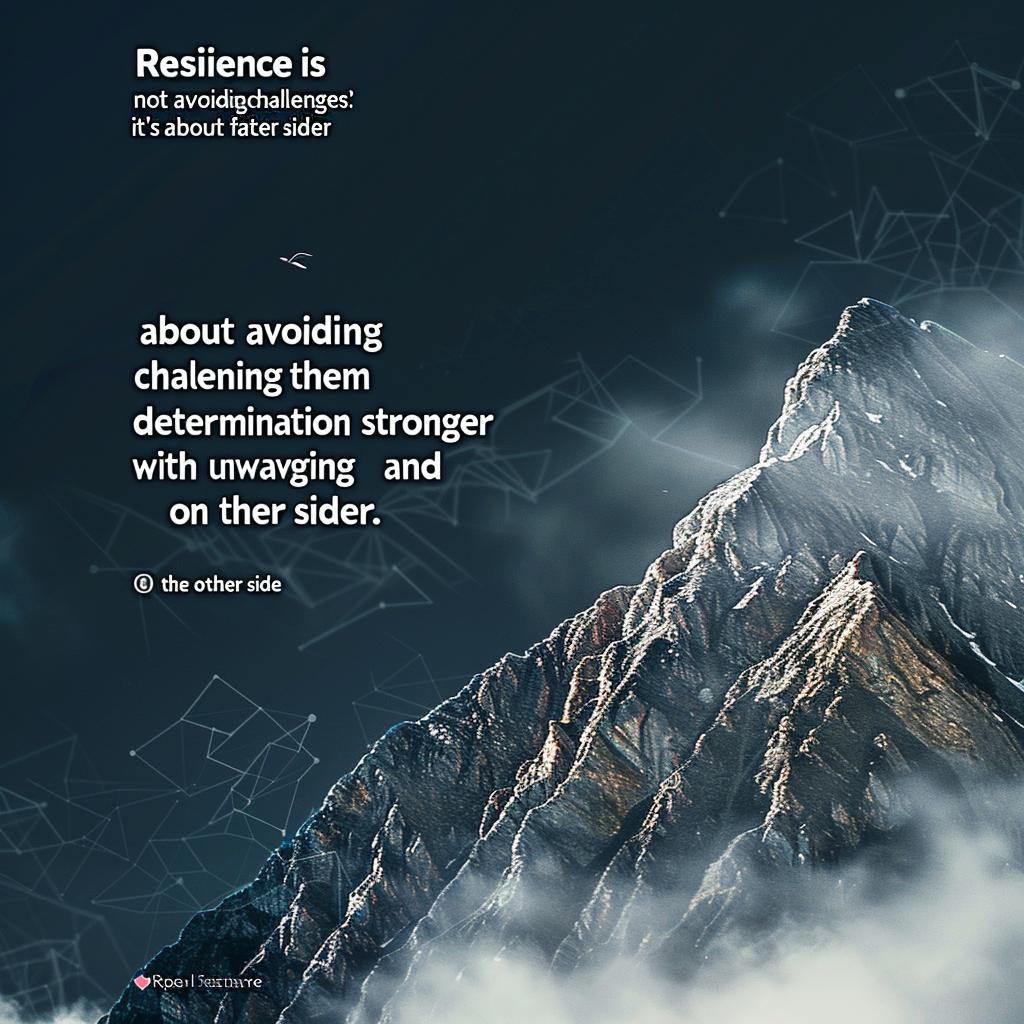 Resiience is
not avoidigchallenges'.
it's about fater sider
about avoiding
chalening them
determination stronger
with unwavging and
on ther sider.
© the other side